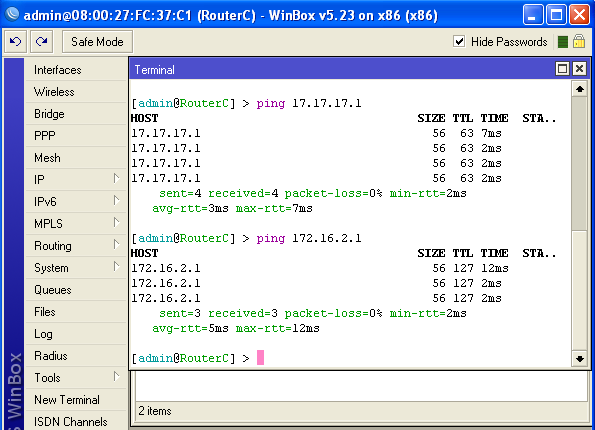 admin@08:00:27:FC:37:C1 (RouterC) - WinBox v5.23 on x86 (x86)
Safe Mode
Hide Passwords
Interfaces
Wireless
Bridge
PPP
Mesh
IP
IPv6
MPLS
Routing
System
Queues
Files
Log
Radius
Tools
New Terminal
ISDN Channels
S WinBox
Terminal
[admin@RouterC] > ping 17.17.17.1
HOST SIZE TTL TIME STA..
17.17.17.1 56 63 7ms
17.17.17.1 56 63 2ms
17.17.17.1 56 63 2ms
17.17.17.1 56 63 2ms
sent=4 received=4 packet-loss=0% min-rtt=2ms
avg-rtt=3ms max-rtt=7ms
[admin@RouterC] > ping 172.16.2.1
HOST SIZE TTL TIME STA..
172.16.2.1 56 127 12ms
172.16.2.1 56 127 2ms
172.16.2.1 56 127 2ms
sent=3 received=3 packet-loss=0% min-rtt=2ms
avg-rtt=5ms max-rtt=12ms
[admin@RouterC] >
2 items